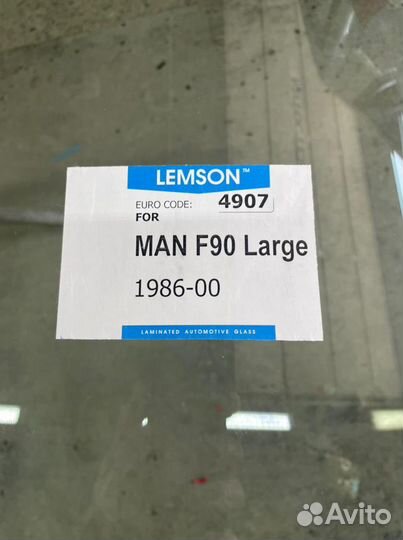 LEMSON™
EURO CODE: 4907
FOR
MAN F90 Large
1986-00
LAMINATED AUTOMOTIVE GLASS
Avito